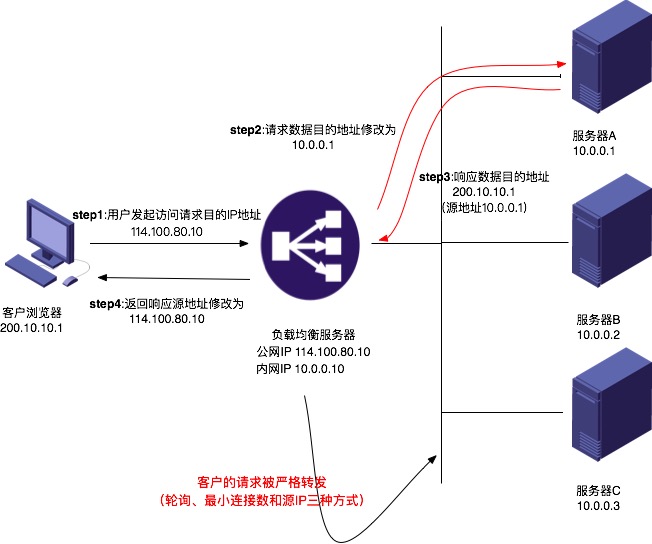 step1:用户发起访问请求目的IP地址
114.100.80.10
step2:请求数据目的地址修改为
10.0.0.1
step3:响应数据目的地址
200.10.10.1
(源地址10.0.0.1)
step4:返回响应源地址修改为
114.100.80.10
客户浏览器
200.10.10.1
负载均衡服务器
公网IP 114.100.80.10
内网IP 10.0.0.10
服务器A
10.0.0.1
服务器B
10.0.0.2
服务器C
10.0.0.3
客户的请求被严格转发
(轮询、最小连接数和源IP三种方式)